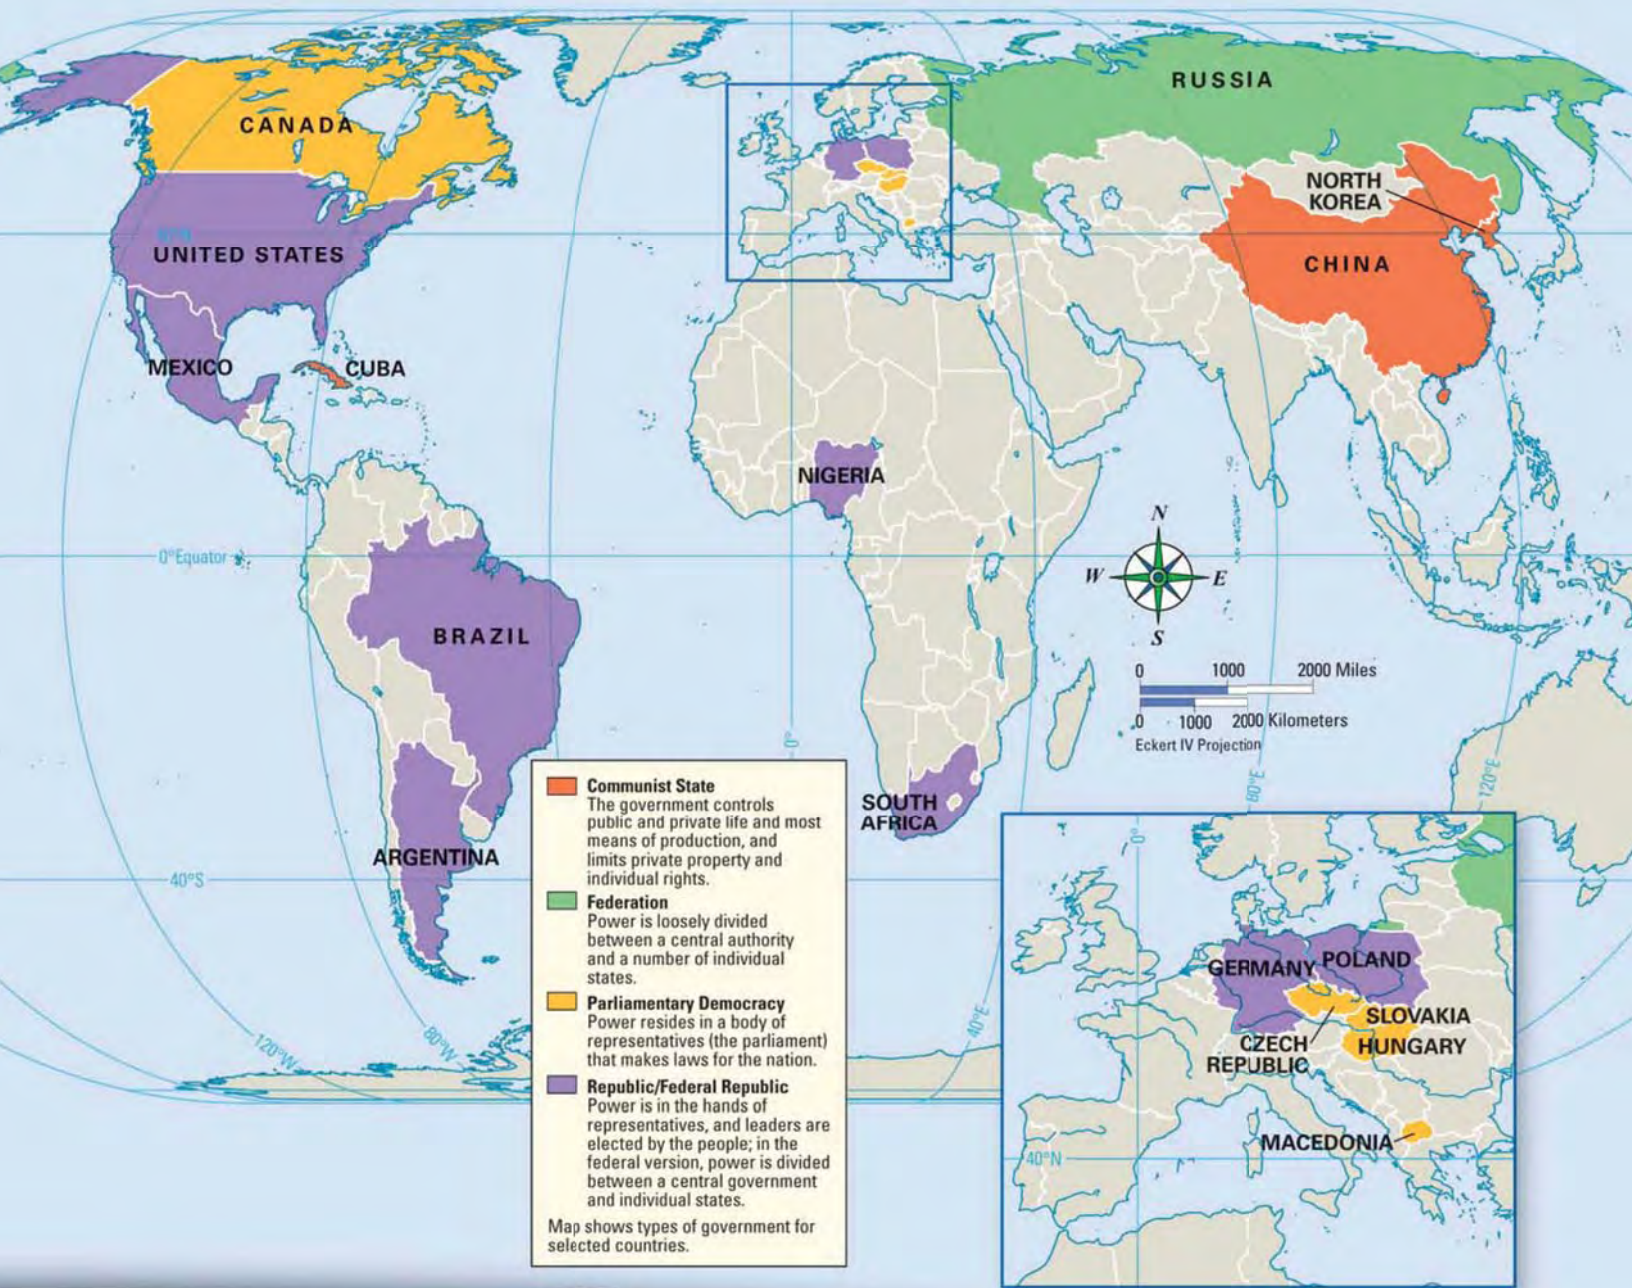 RUSSIA
CANADA
NORTH
KOREA
40°N
UNITED STATES
CHINA
MEXICO
CUBA
NIGERIA
N
W
E
S
0°Equator
BRAZIL
0
1000
2000 Miles
0
1000
2000 Kilometers
Eckert IV Projection
0°
80°E
120°E
SOUTH
AFRICA
ARGENTINA
40°S
120°W
80°W
40°E
Communist State
The government controls
public and private life and most
means of production, and
limits private property and
individual rights.
Federation
Power is loosely divided
between a central authority
and a number of individual
states.
Parliamentary Democracy
Power resides in a body of
representatives (the parliament)
that makes laws for the nation.
Republic/Federal Republic
Power is in the hands of
representatives, and leaders are
elected by the people; in the
federal version, power is divided
between a central government
and individual states.
Map shows types of government for
selected countries.
0°
GERMANY
POLAND
SLOVAKIA
CZECH
REPUBLIC
HUNGARY
MACEDONIA
40°N